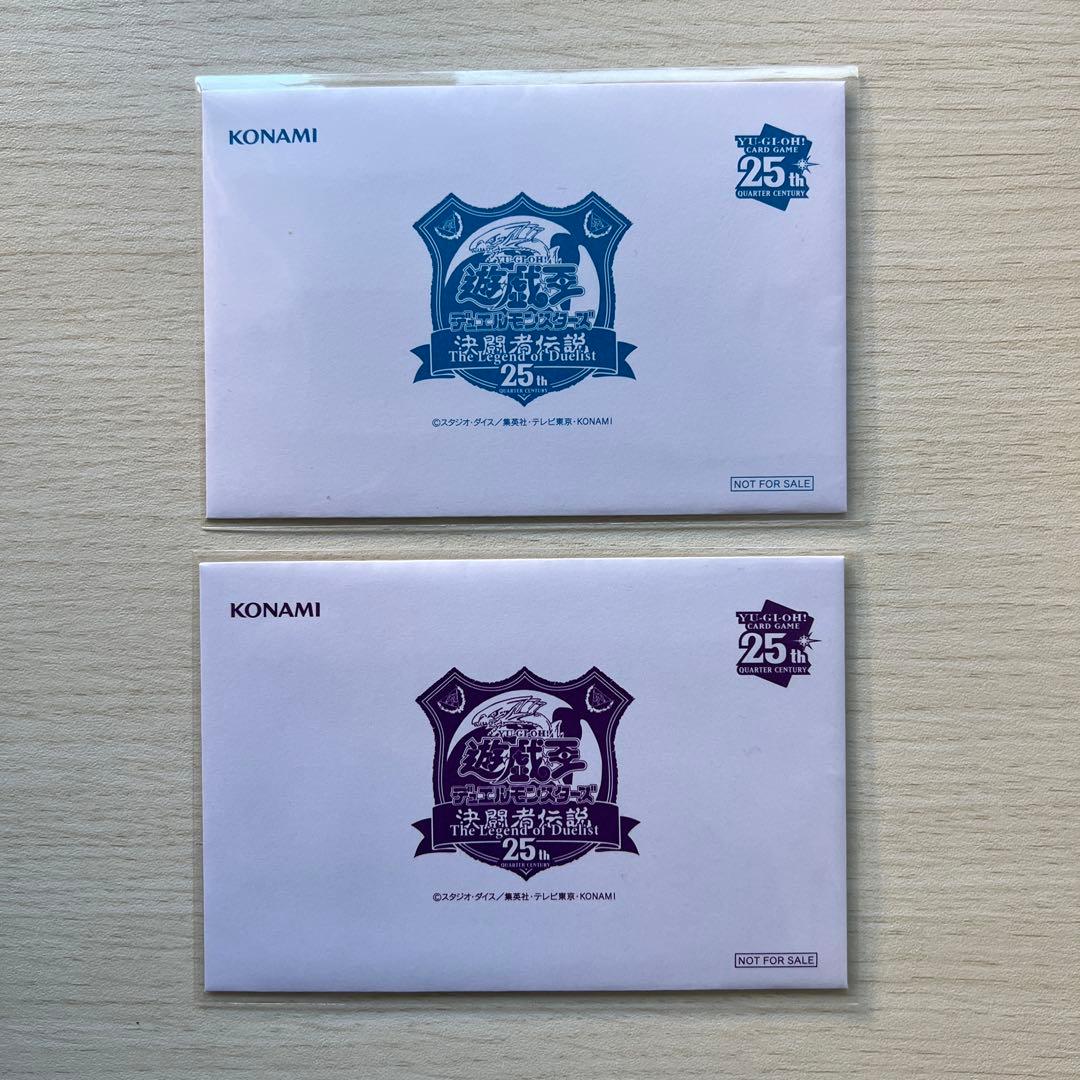 KONAMI
YU-GI-OH!
CARD GAME
25th
QUARTER CENTURY
YU-GI-OH!
遊戯王
デュエルモンスターズ
決闘者伝説
The Legend of Duelist
25th
QUARTER CENTURY
©スタジオ・ダイス／集英社・テレビ東京・KONAMI
NOT FOR SALE
KONAMI
YU-GI-OH!
CARD GAME
25th
QUARTER CENTURY
YU-GI-OH!
遊戯王
デュエルモンスターズ
決闘者伝説
The Legend of Duelist
25th
QUARTER CENTURY
©スタジオ・ダイス／集英社・テレビ東京・KONAMI
NOT FOR SALE